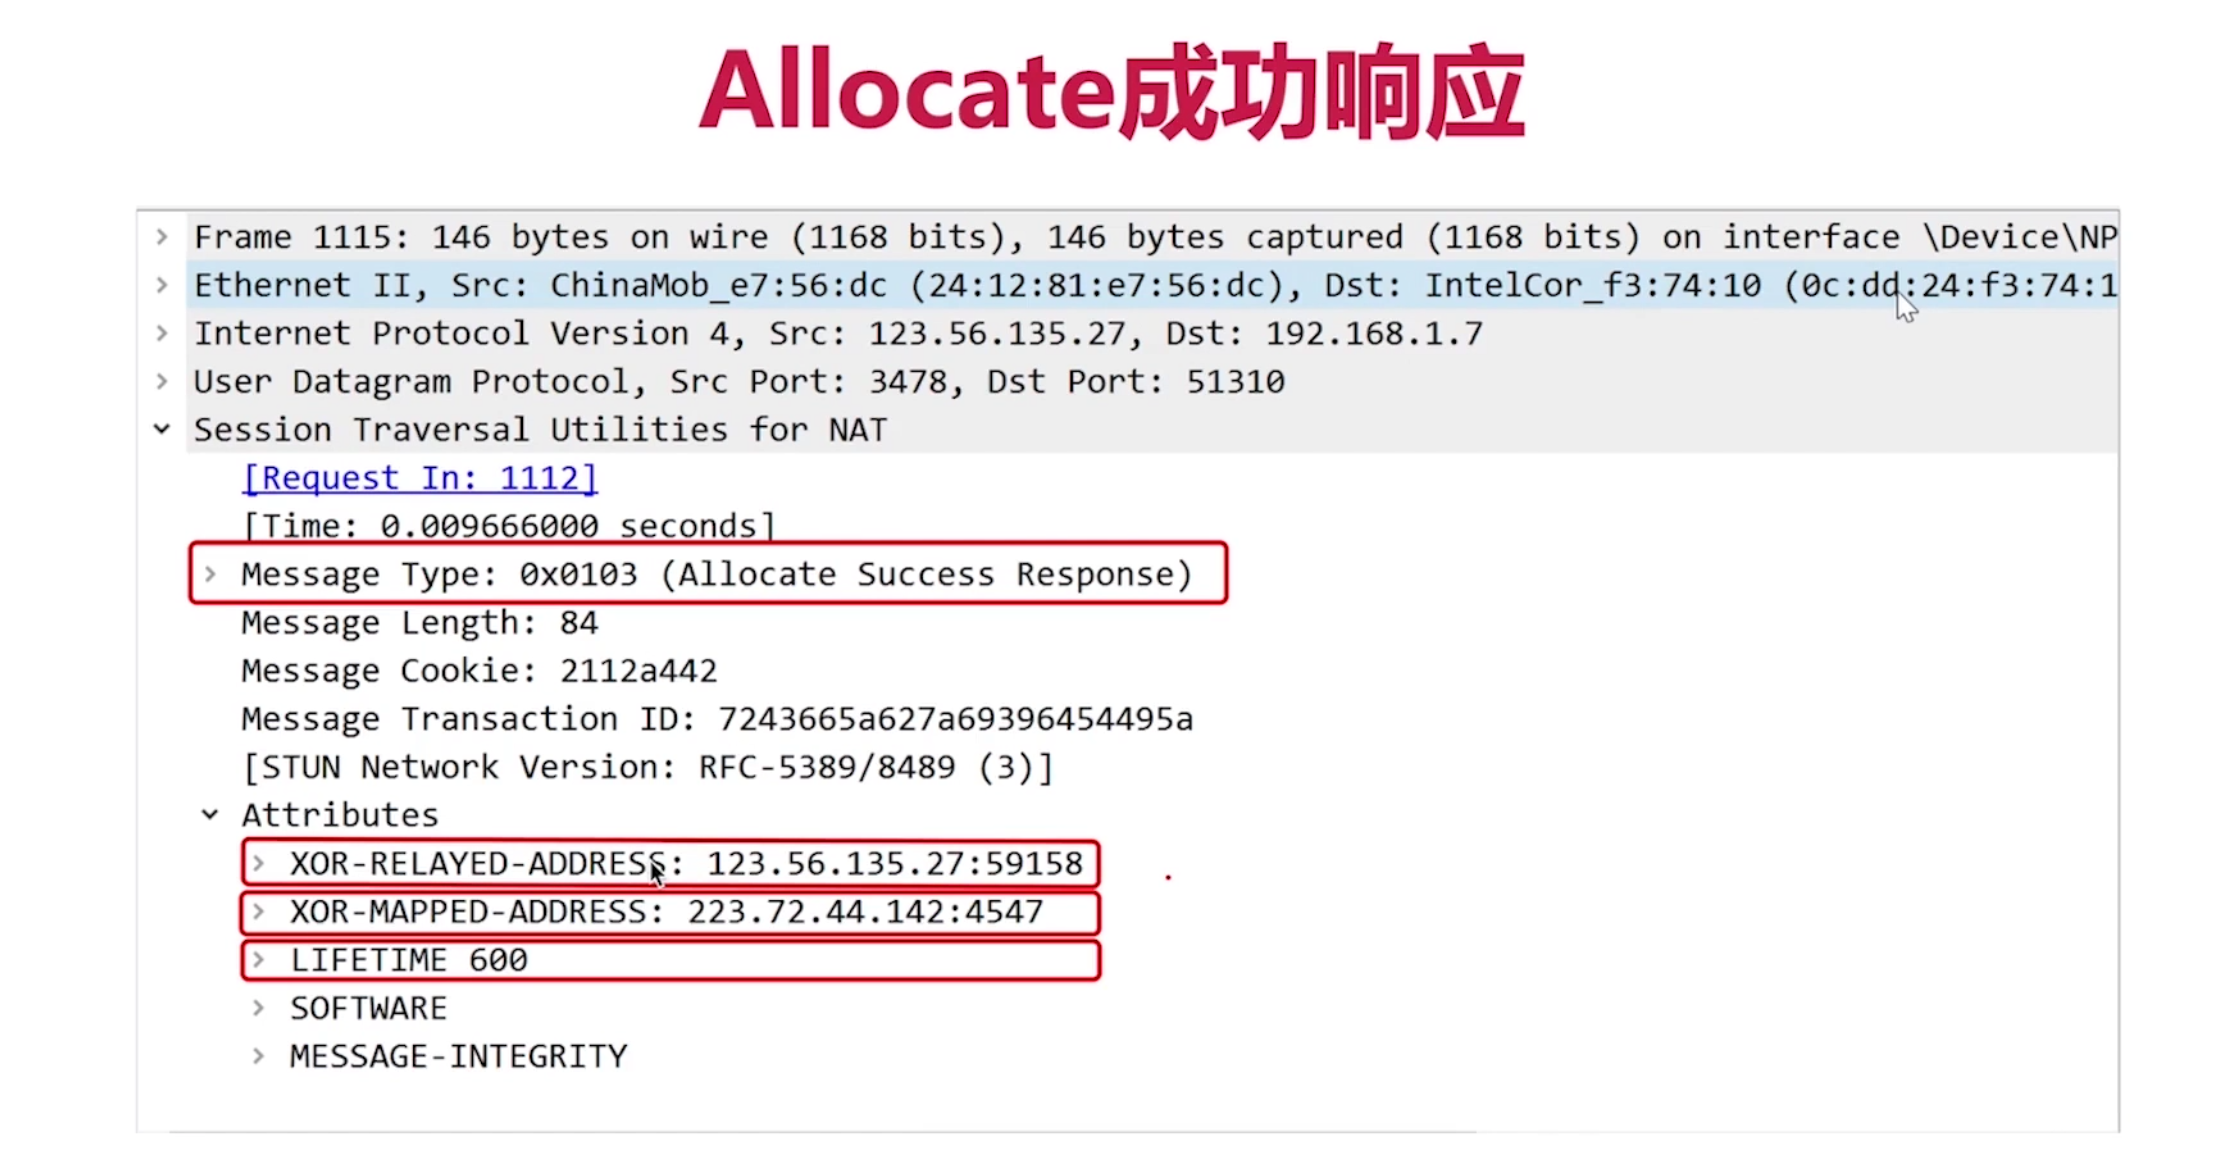 Allocate成功响应
Frame 1115: 146 bytes on wire (1168 bits), 146 bytes captured (1168 bits) on interface \Device\NP
Ethernet II, Src: ChinaMob_e7:56:dc (24:12:81:e7:56:dc), Dst: IntelCor_f3:74:10 (0c:dd:24:f3:74:1
Internet Protocol Version 4, Src: 123.56.135.27, Dst: 192.168.1.7
User Datagram Protocol, Src Port: 3478, Dst Port: 51310
Session Traversal Utilities for NAT
[Request In: 1112]
[Time: 0.009666000 seconds]
Message Type: 0x0103 (Allocate Success Response)
Message Length: 84
Message Cookie: 2112a442
Message Transaction ID: 7243665a627a69396454495a
[STUN Network Version: RFC-5389/8489 (3)]
Attributes
XOR-RELAYED-ADDRESS: 123.56.135.27:59158
XOR-MAPPED-ADDRESS: 223.72.44.142:4547
LIFETIME 600
SOFTWARE
MESSAGE-INTEGRITY